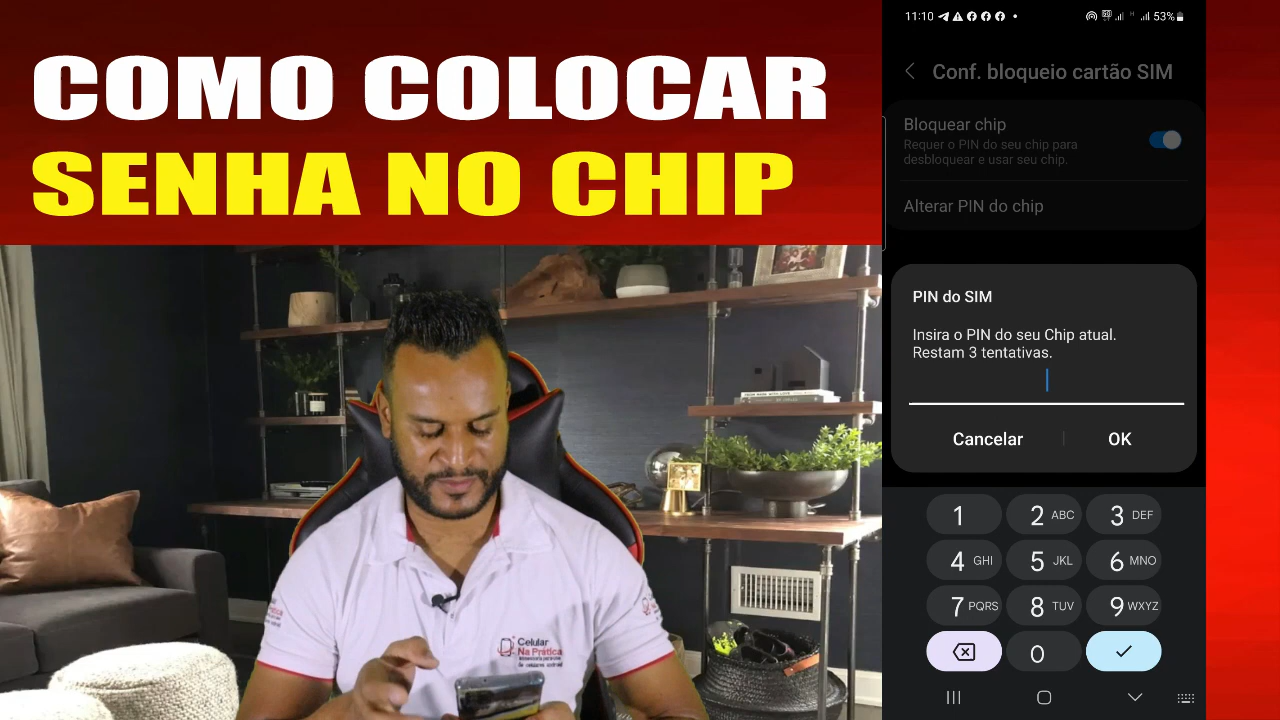 COMO COLOCAR
SENHA NO CHIP
Celular
Na Prática
11:10
53%
Conf. bloqueio cartão SIM
Bloquear chip
Requer o PIN do seu chip para
desbloquear e usar seu chip.
Alterar PIN do chip
PIN do SIM
Insira o PIN do seu Chip atual.
Restam 3 tentativas.
Cancelar
OK
1
2 ABC
3 DEF
4 GHI
5 JKL
6 MNO
7 PQRS
8 TUV
9 WXYZ
0